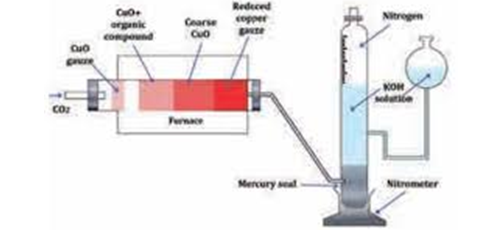 CuO+
organic
compound
Coarse
CuO
Reduced
copper
gauze
CuO
gauze
CO₂
Furnace
Nitrogen
KOH
solution
Mercury seal
Nitrometer